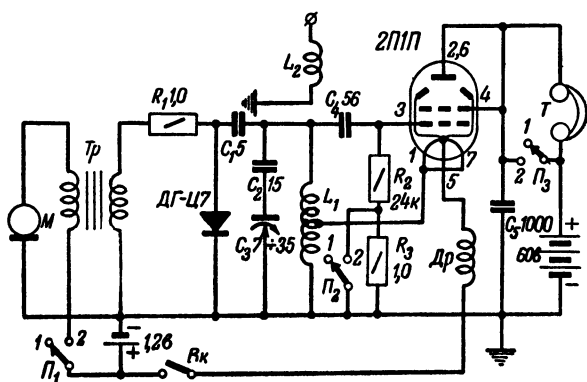 2П1П
2,6
L₂
R₁ 1,0
C₁ 5
C₄ 56
3
4
T
1
2
П₃
Тр
M
ДГ-Ц7
C₂ 15
C₃ 7÷35
L₁
1
7
5
R₂
24к
1
2
П₂
R₃
1,0
Др
C₅ 1000
+
60в
-
1
2
П₁
-
+
1,2в
Вк